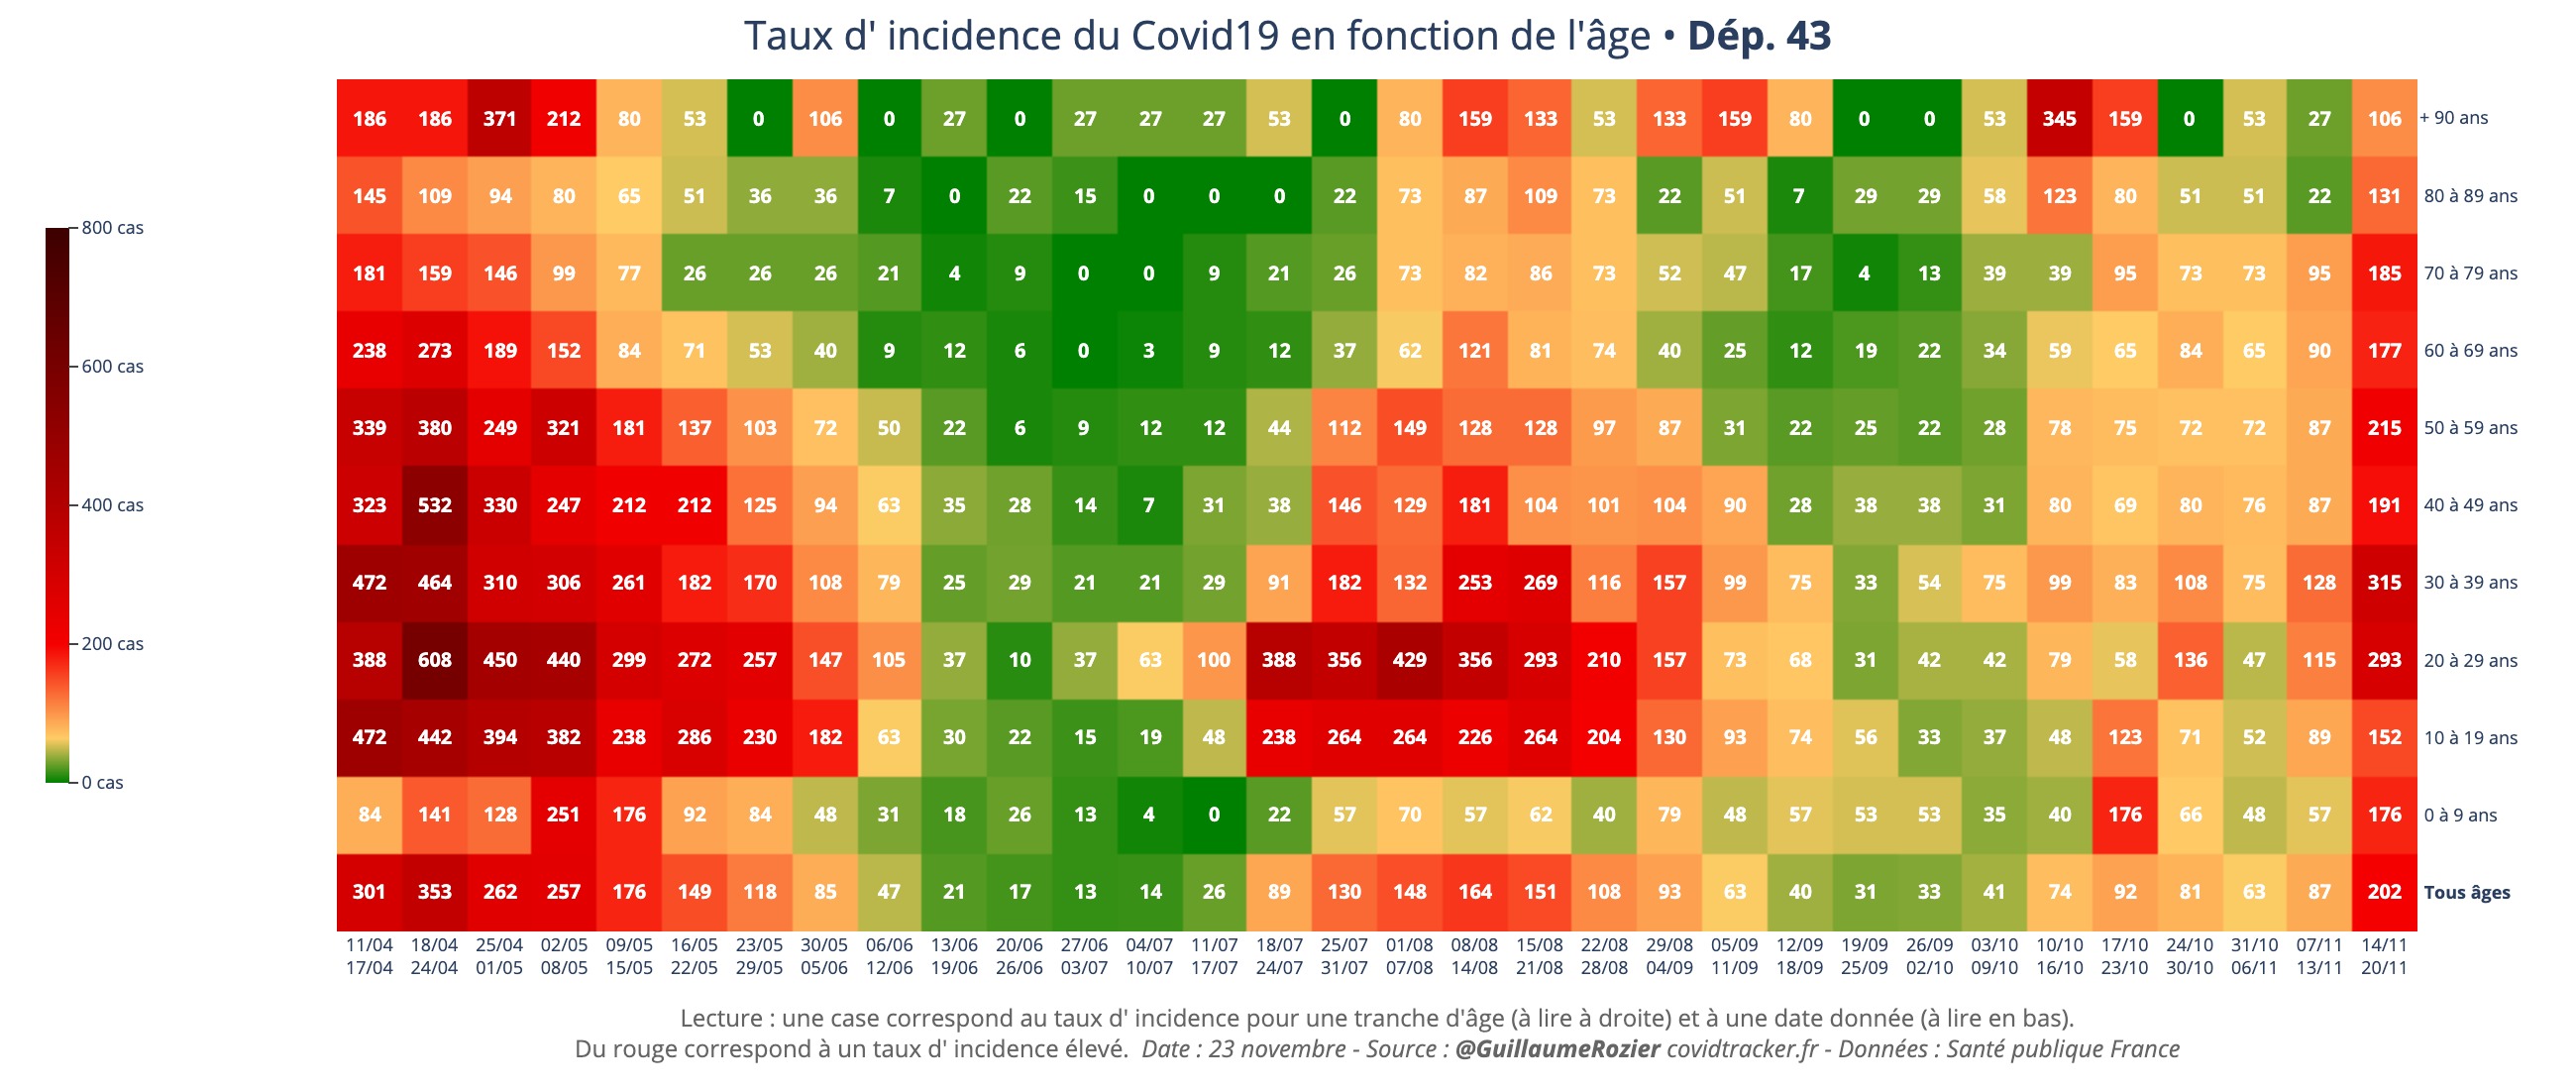 Taux d' incidence du Covid19 en fonction de l'âge • Dép. 43
186 186 371 212 80 53 0 106 0 27 0 27 27 27 53 0 80 159 133 53 133 159 80 0 0 53 345 159 0 53 27 106 + 90 ans
145 109 94 80 65 51 36 36 7 0 22 15 0 0 0 22 73 87 109 73 22 51 7 29 29 58 123 80 51 51 22 131 80 à 89 ans
800 cas
181 159 146 99 77 26 26 26 21 4 9 0 0 9 21 26 73 82 86 73 52 47 17 4 13 39 39 95 73 73 95 185 70 à 79 ans
238 273 189 152 84 71 53 40 9 12 6 0 3 9 12 37 62 121 81 74 40 25 12 19 22 34 59 65 84 65 90 177 60 à 69 ans
600 cas
339 380 249 321 181 137 103 72 50 22 6 9 12 12 44 112 149 128 128 97 87 31 22 25 22 28 78 75 72 72 87 215 50 à 59 ans
400 cas
323 532 330 247 212 212 125 94 63 35 28 14 7 31 38 146 129 181 104 101 104 90 28 38 38 31 80 69 80 76 87 191 40 à 49 ans
472 464 310 306 261 182 170 108 79 25 29 21 21 29 91 182 132 253 269 116 157 99 75 33 54 75 99 83 108 75 128 315 30 à 39 ans
200 cas
388 608 450 440 299 272 257 147 105 37 10 37 63 100 388 356 429 356 293 210 157 73 68 31 42 42 79 58 136 47 115 293 20 à 29 ans
472 442 394 382 238 286 230 182 63 30 22 15 19 48 238 264 264 226 264 204 130 93 74 56 33 37 48 123 71 52 89 152 10 à 19 ans
0 cas
84 141 128 251 176 92 84 48 31 18 26 13 4 0 22 57 70 57 62 40 79 48 57 53 53 35 40 176 66 48 57 176 0 à 9 ans
301 353 262 257 176 149 118 85 47 21 17 13 14 26 89 130 148 164 151 108 93 63 40 31 33 41 74 92 81 63 87 202 Tous âges
11/04 18/04 25/04 02/05 09/05 16/05 23/05 30/05 06/06 13/06 20/06 27/06 04/07 11/07 18/07 25/07 01/08 08/08 15/08 22/08 29/08 05/09 12/09 19/09 26/09 03/10 10/10 17/10 24/10 31/10 07/11 14/11
17/04 24/04 01/05 08/05 15/05 22/05 29/05 05/06 12/06 19/06 26/06 03/07 10/07 17/07 24/07 31/07 07/08 14/08 21/08 28/08 04/09 11/09 18/09 25/09 02/10 09/10 16/10 23/10 30/10 06/11 13/11 20/11
Lecture : une case correspond au taux d' incidence pour une tranche d'âge (à lire à droite) et à une date donnée (à lire en bas).
Du rouge correspond à un taux d' incidence élevé. Date : 23 novembre - Source : @GuillaumeRozier covidtracker.fr - Données : Santé publique France